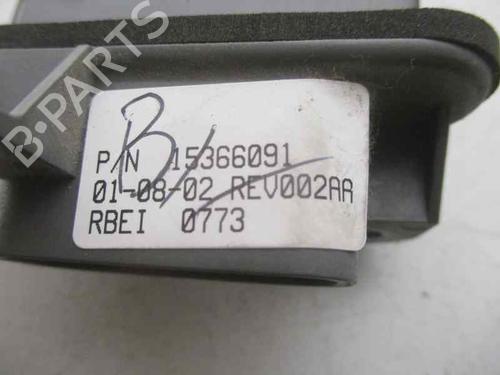 B-PARTS
B
P/N 15366091
01-08-02 REV002AA
RBEI 0773